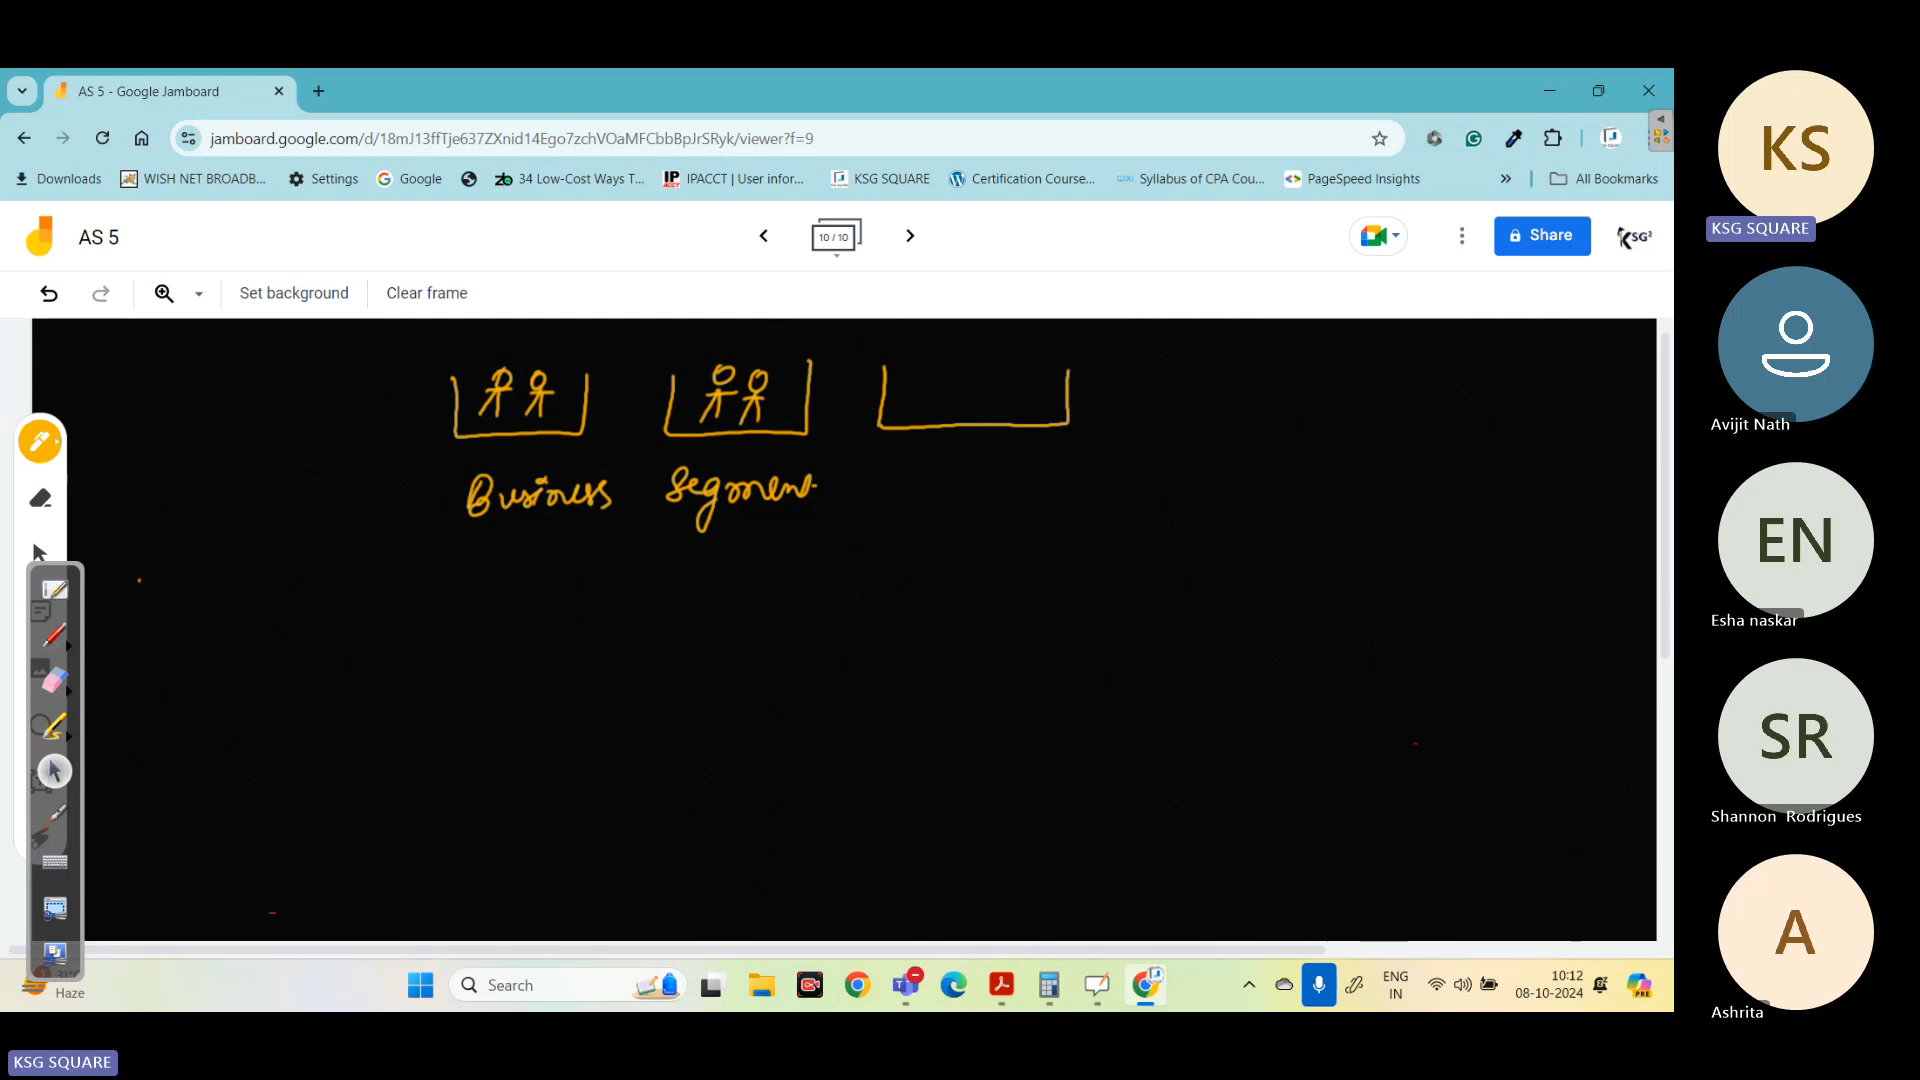 AS 5 - Google Jamboard
jamboard.google.com/d/18mJ13ffTje637ZXnid14Ego7zchVOaMFCbbBpJrSRyk/viewer?f=9
Downloads
WISH NET BROADB...
Settings
Google
34 Low-Cost Ways T...
IPACCT | User infor...
KSG SQUARE
Certification Course...
Syllabus of CPA Cou...
PageSpeed Insights
»
All Bookmarks
AS 5
10 / 10
Share
KSG²
Set background
Clear frame
Business Segment
31°C
Haze
Search
ENG
IN
10:12
08-10-2024
PRE
KS
KSG SQUARE
Avijit Nath
EN
Esha naskar
SR
Shannon Rodrigues
A
Ashrita
KSG SQUARE